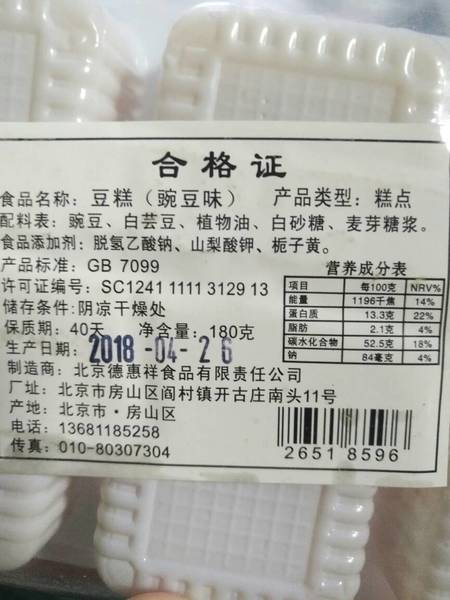 合格证
食品名称：豆糕（豌豆味） 产品类型：糕点
配料表：豌豆、白芸豆、植物油、白砂糖、麦芽糖浆。
食品添加剂：脱氢乙酸钠、山梨酸钾、栀子黄。
产品标准：GB 7099
许可证编号：SC1241 1111 3129 13
储存条件:阴凉干燥处
保质期：40天 净含量：180克
生产日期：2018-04-26
制造商：北京德惠祥食品有限责任公司
厂址：北京市房山区阎村镇开古庄南头11号
产地：北京市·房山区
电话：13681185258
传真：010-80307304
营养成分表
项目 每100克 NRV%
能量 1196千焦 14%
蛋白质 13.3克 22%
脂肪 2.1克 4%
碳水化合物 52.5克 18%
钠 84毫克 4%
2651 8596